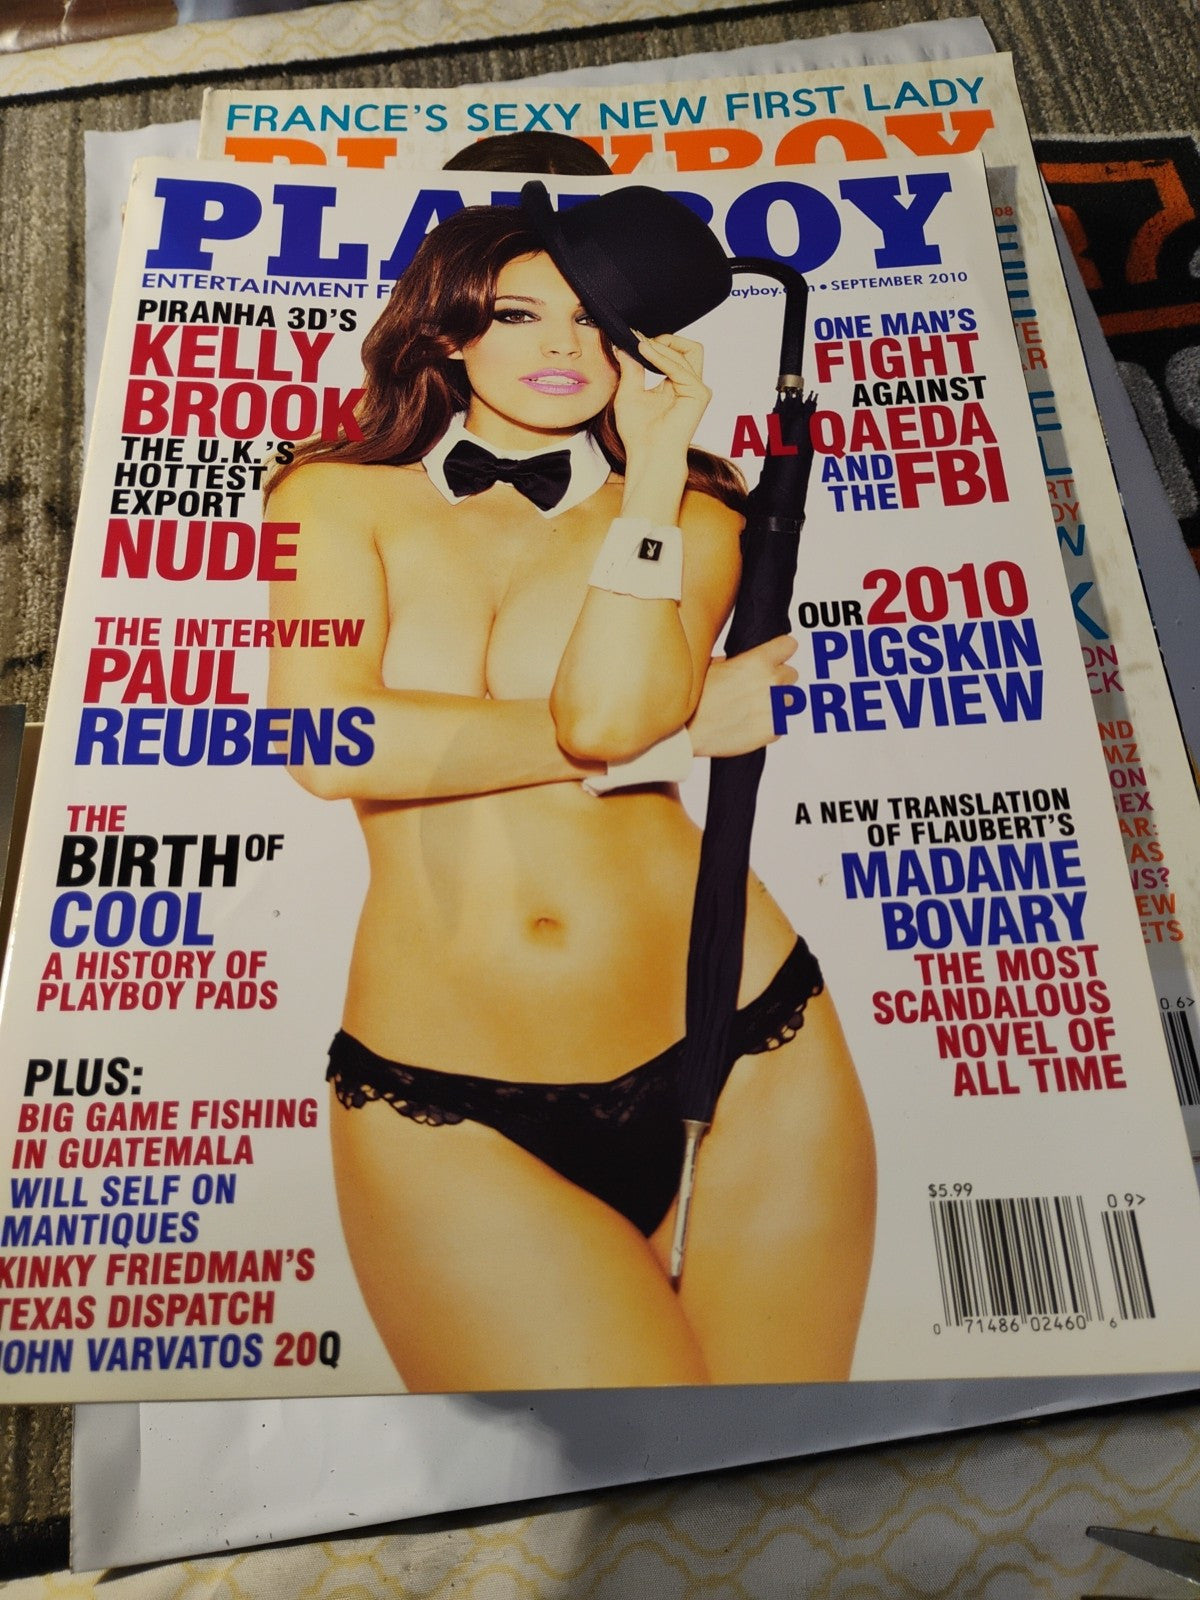 FRANCE'S SEXY NEW FIRST LADY
PLAYBOY
PLAYBOY
ENTERTAINMENT
SEPTEMBER 2010
PIRANHA 3D'S
KELLY
BROOK
THE U.K.'S
HOTTEST
EXPORT
NUDE
THE INTERVIEW
PAUL
REUBENS
THE
BIRTH OF
COOL
A HISTORY OF
PLAYBOY PADS
PLUS:
BIG GAME FISHING
IN GUATEMALA
WILL SELF ON
MANTIQUES
KINKY FRIEDMAN'S
TEXAS DISPATCH
JOHN VARVATOS 20Q
ONE MAN'S
FIGHT
AGAINST
AL QAEDA
AND
THE FBI
OUR 2010
PIGSKIN
PREVIEW
A NEW TRANSLATION
OF FLAUBERT'S
MADAME
BOVARY
THE MOST
SCANDALOUS
NOVEL OF
ALL TIME
$5.99
09>
0 71486 02460 6
06>